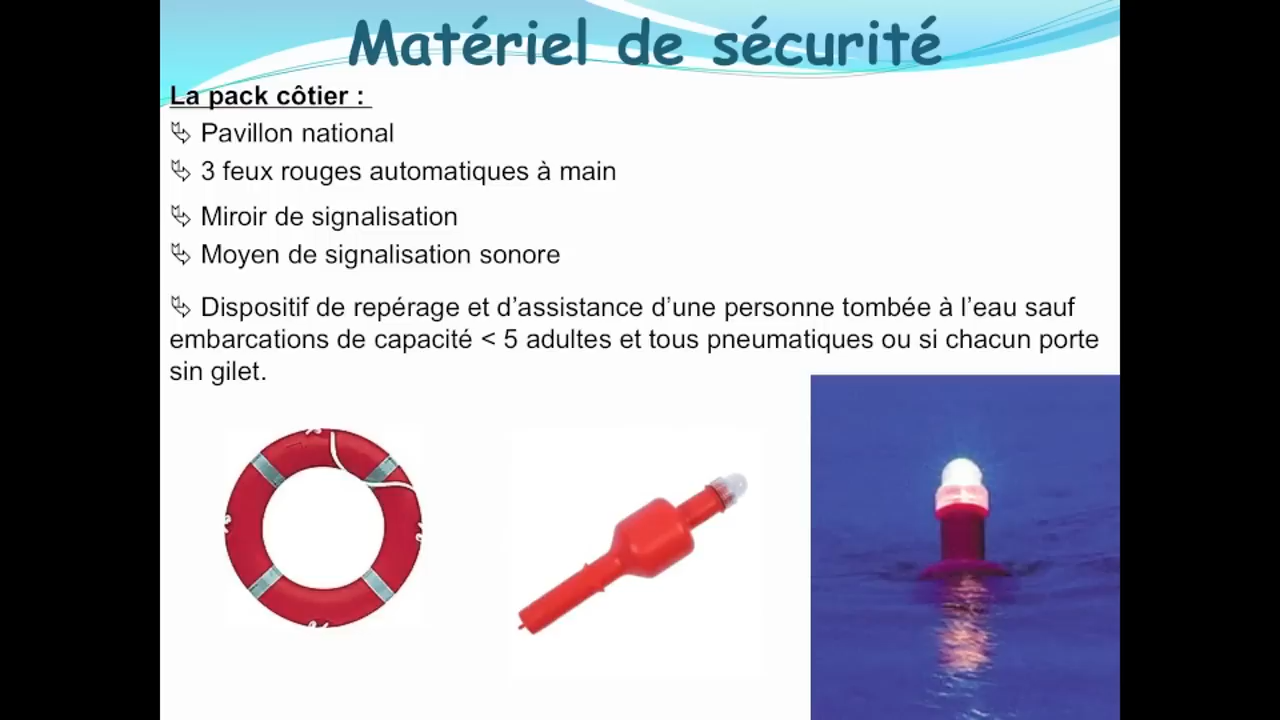 Matériel de sécurité
La pack côtier :
Pavillon national
3 feux rouges automatiques à main
Miroir de signalisation
Moyen de signalisation sonore
Dispositif de repérage et d’assistance d’une personne tombée à l’eau sauf
embarcations de capacité < 5 adultes et tous pneumatiques ou si chacun porte
sin gilet.